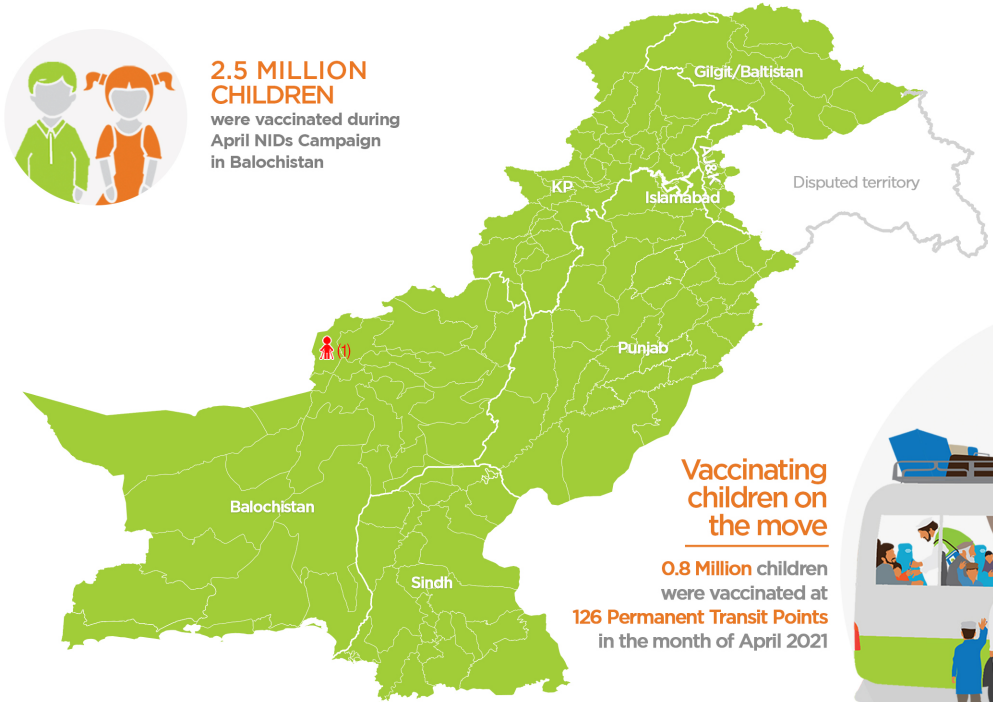 2.5 MILLION
CHILDREN
were vaccinated during
April NIDs Campaign
in Balochistan
Gilgit/Baltistan
AJ&K
KP
Islamabad
Disputed territory
(1)
Punjab
Balochistan
Sindh
Vaccinating
children on
the move
0.8 Million children
were vaccinated at
126 Permanent Transit Points
in the month of April 2021